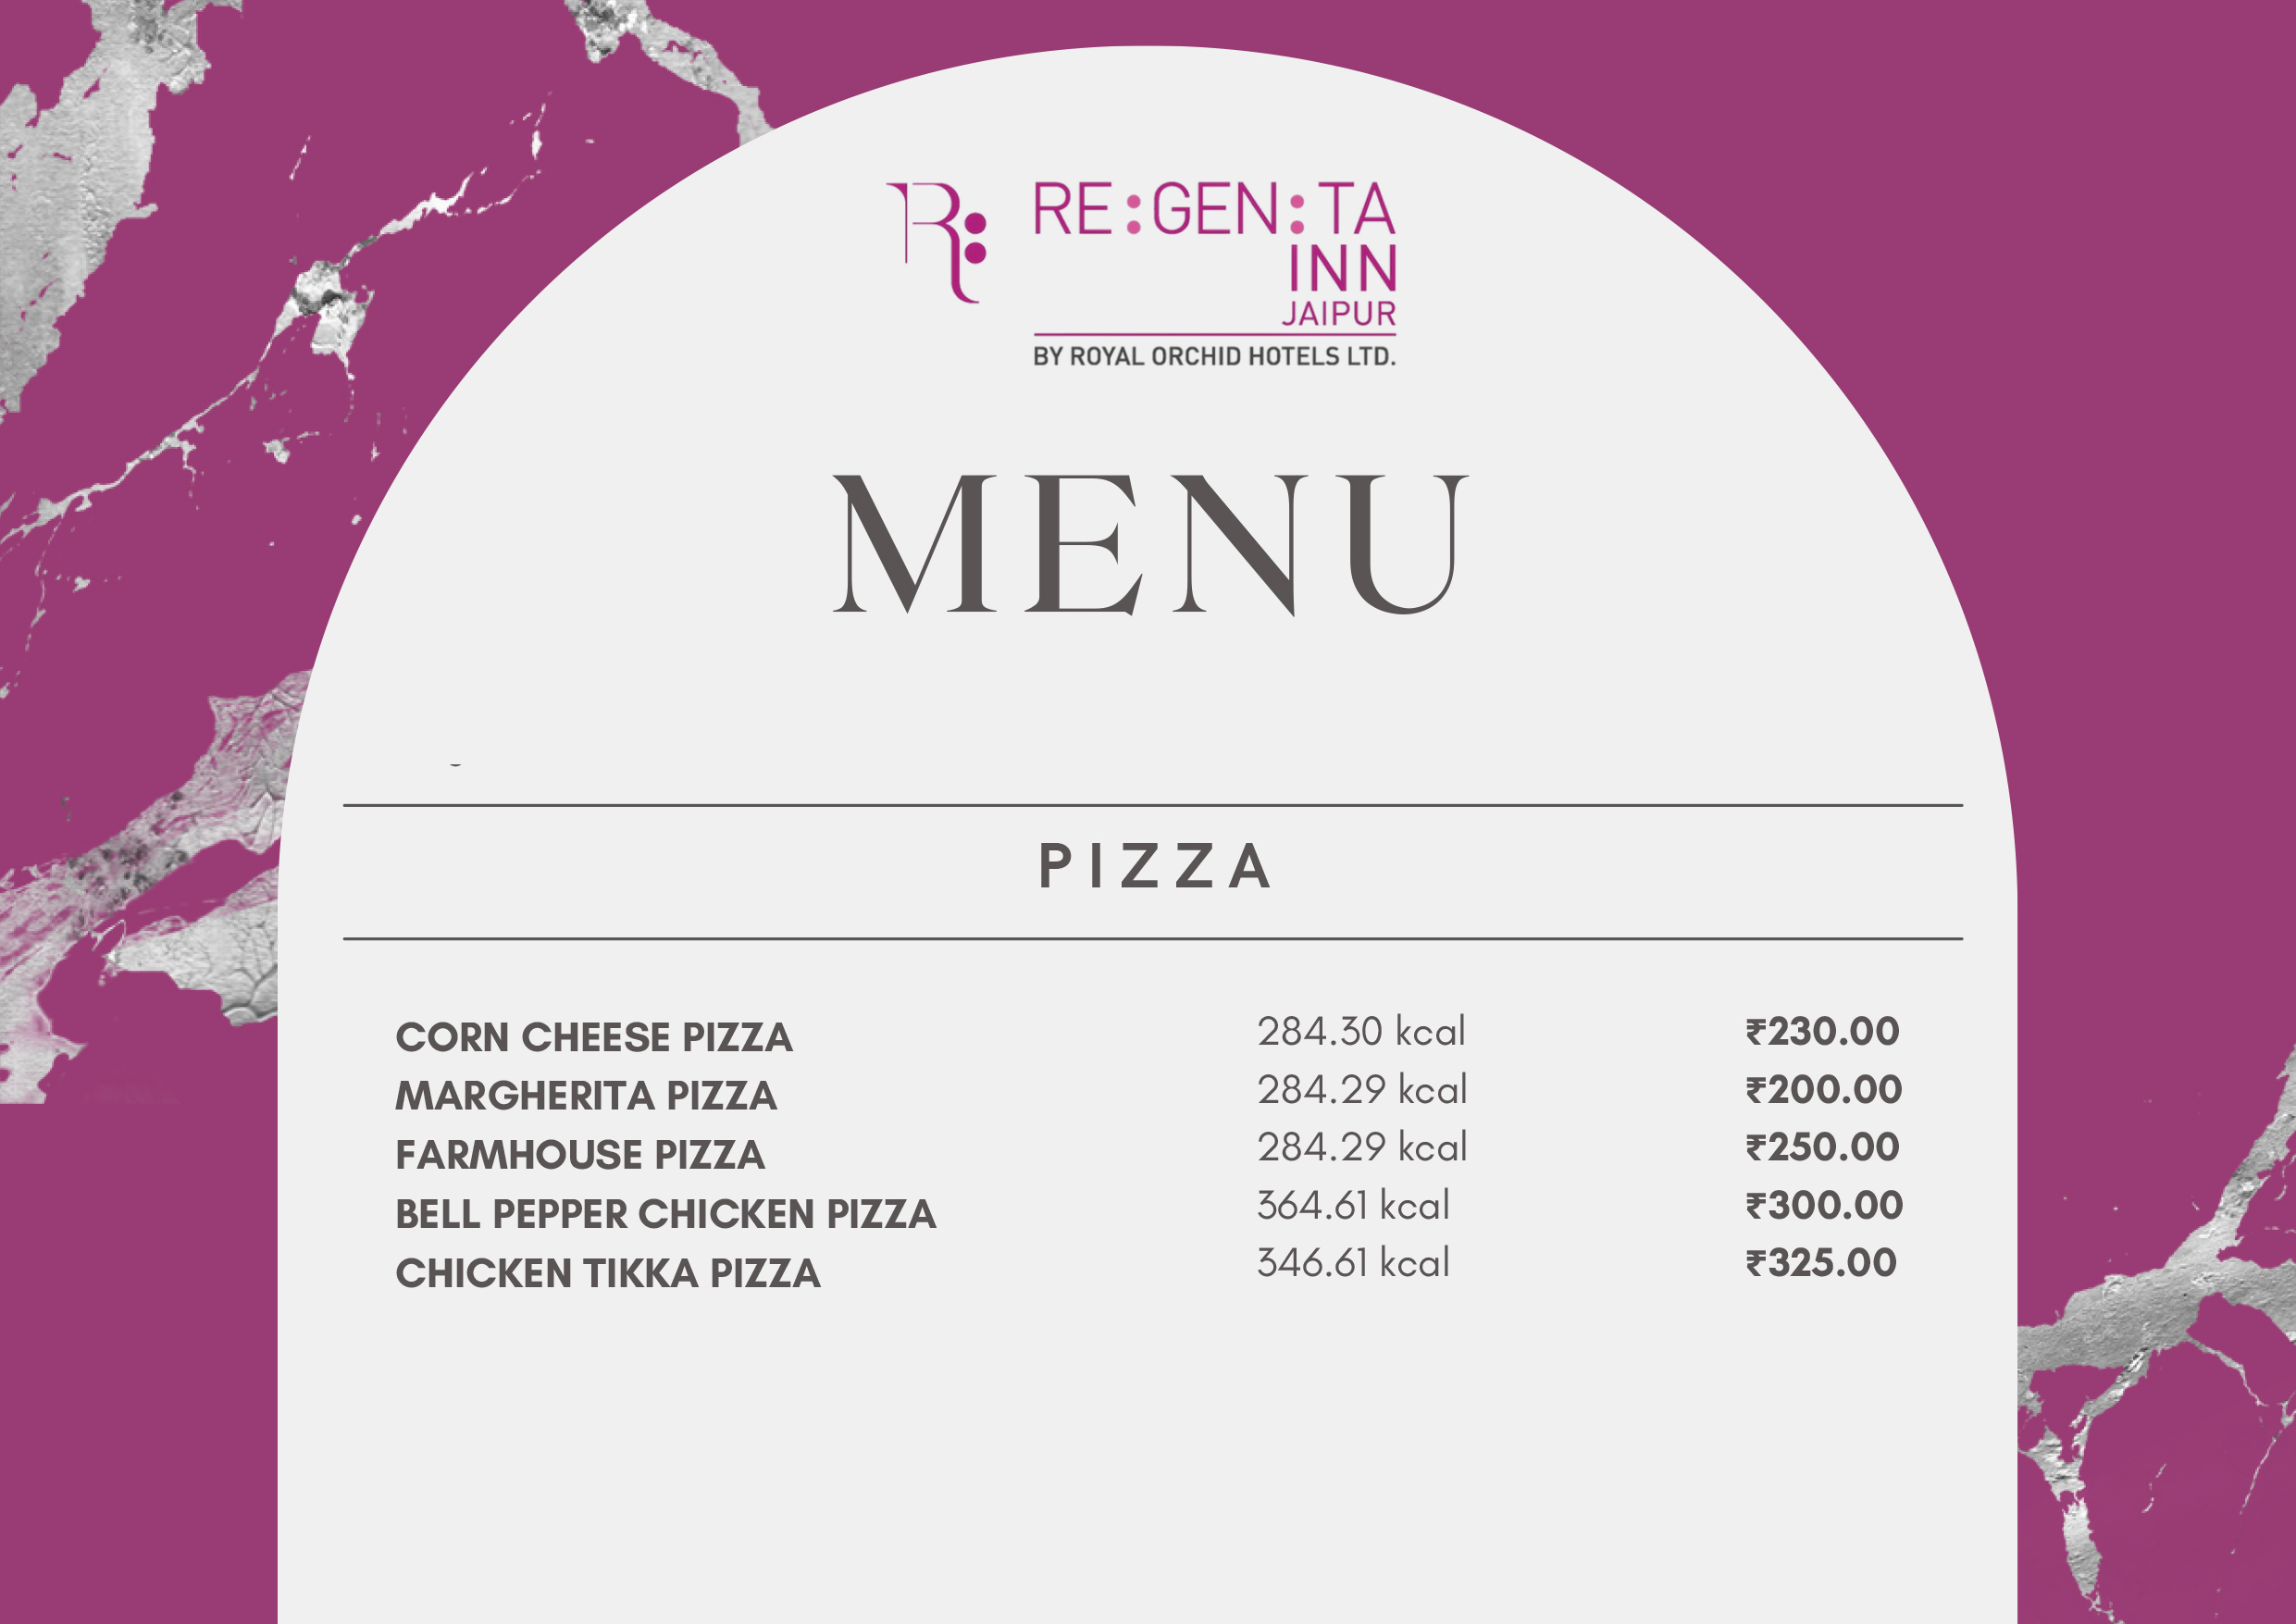 RE:GEN:TA
INN
JAIPUR
BY ROYAL ORCHID HOTELS LTD.
MENU
PIZZA
CORN CHEESE PIZZA 284.30 kcal ₹230.00
MARGHERITA PIZZA 284.29 kcal ₹200.00
FARMHOUSE PIZZA 284.29 kcal ₹250.00
BELL PEPPER CHICKEN PIZZA 364.61 kcal ₹300.00
CHICKEN TIKKA PIZZA 346.61 kcal ₹325.00